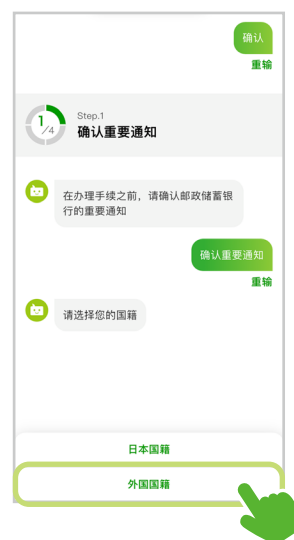 确认
重输
1/4
Step.1
确认重要通知
在办理手续之前，请确认邮政储蓄银
行的重要通知
确认重要通知
重输
请选择您的国籍
日本国籍
外国国籍